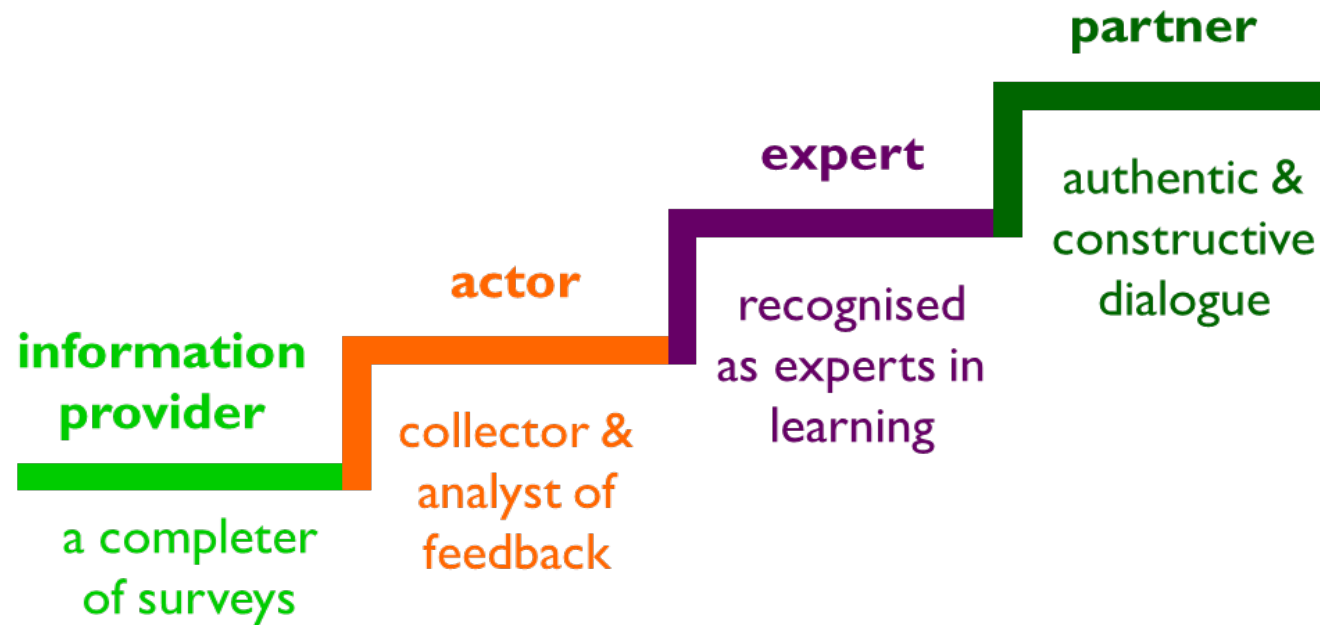 information
provider
a completer
of surveys
actor
collector &
analyst of
feedback
expert
recognised
as experts in
learning
partner
authentic &
constructive
dialogue